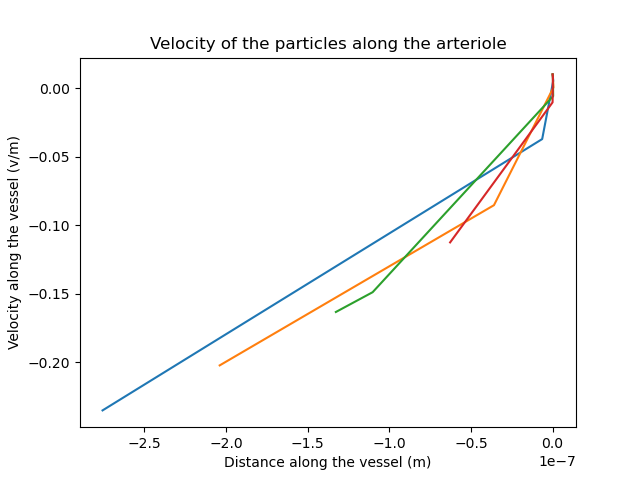 Velocity of the particles along the arteriole
Velocity along the vessel (v/m)
0.00
−0.05
−0.10
−0.15
−0.20
−2.5 −2.0 −1.5 −1.0 −0.5 0.0
1e−7
Distance along the vessel (m)